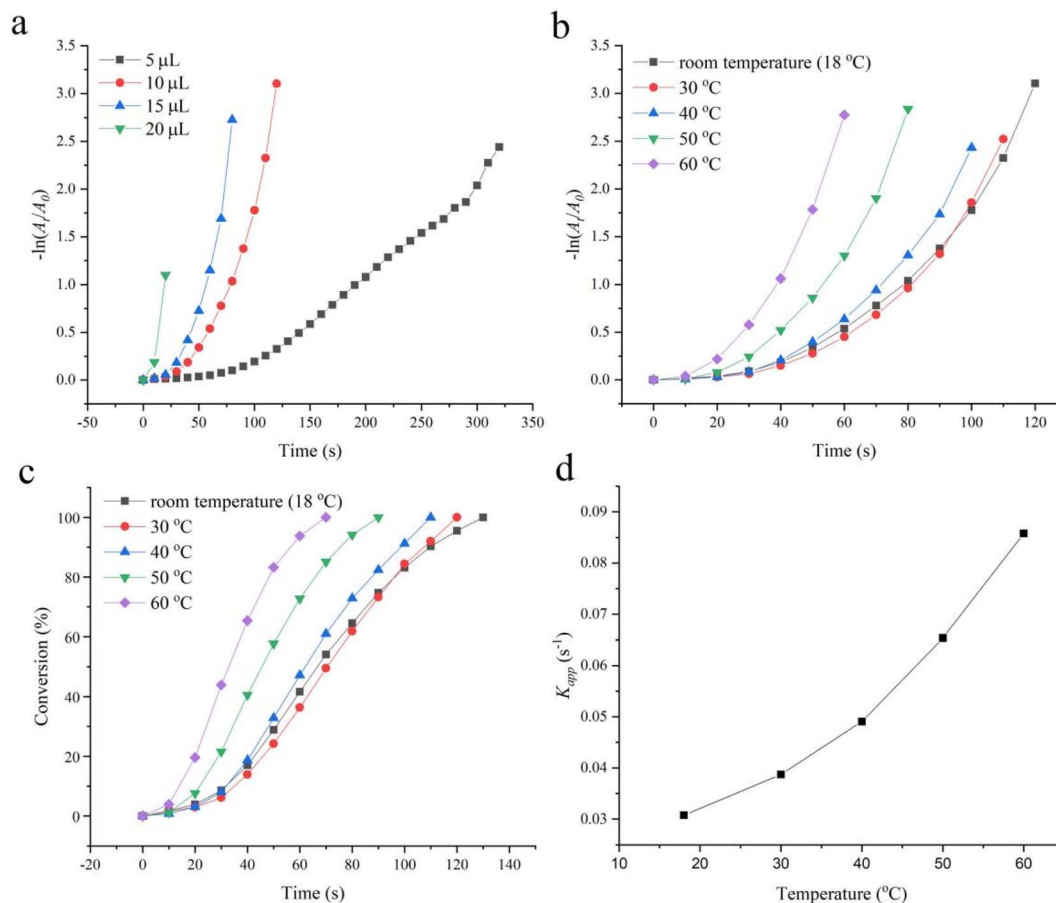 a
5 μL
10 μL
15 μL
20 μL
3.5
3.0
2.5
2.0
1.5
1.0
0.5
0.0
-ln(At/A0)
-50 0 50 100 150 200 250 300 350
Time (s)
b
room temperature (18 °C)
30 °C
40 °C
50 °C
60 °C
3.5
3.0
2.5
2.0
1.5
1.0
0.5
0.0
-ln(At/A0)
0 20 40 60 80 100 120
Time (s)
c
room temperature (18 °C)
30 °C
40 °C
50 °C
60 °C
100
80
60
40
20
0
Conversion (%)
-20 0 20 40 60 80 100 120 140
Time (s)
d
0.09
0.08
0.07
0.06
0.05
0.04
0.03
Kapp (s-1)
10 20 30 40 50 60
Temperature (°C)